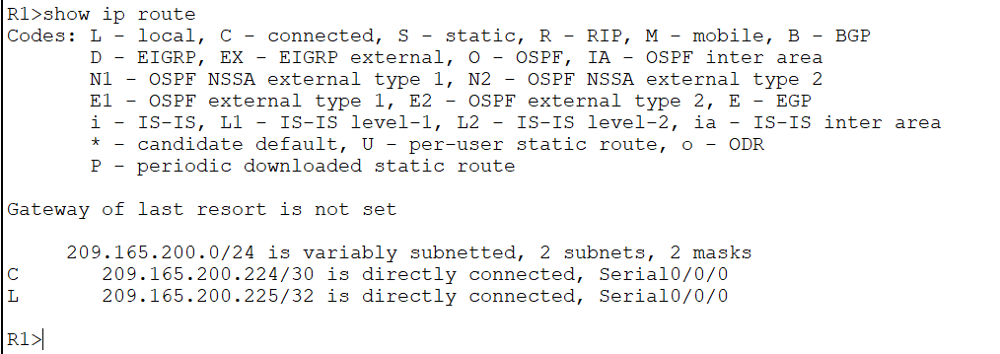 R1>show ip route
Codes: L - local, C - connected, S - static, R - RIP, M - mobile, B - BGP
D - EIGRP, EX - EIGRP external, O - OSPF, IA - OSPF inter area
N1 - OSPF NSSA external type 1, N2 - OSPF NSSA external type 2
E1 - OSPF external type 1, E2 - OSPF external type 2, E - EGP
i - IS-IS, L1 - IS-IS level-1, L2 - IS-IS level-2, ia - IS-IS inter area
* - candidate default, U - per-user static route, o - ODR
P - periodic downloaded static route
Gateway of last resort is not set
209.165.200.0/24 is variably subnetted, 2 subnets, 2 masks
C 209.165.200.224/30 is directly connected, Serial0/0/0
L 209.165.200.225/32 is directly connected, Serial0/0/0
R1>